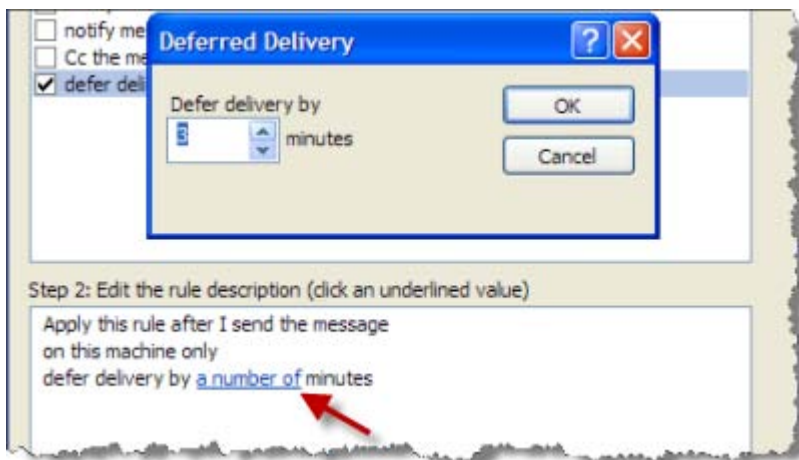 notify me
Deferred Delivery
Cc the me
defer deli
Defer delivery by
3 minutes
OK
Cancel
Step 2: Edit the rule description (click an underlined value)
Apply this rule after I send the message
on this machine only
defer delivery by a number of minutes